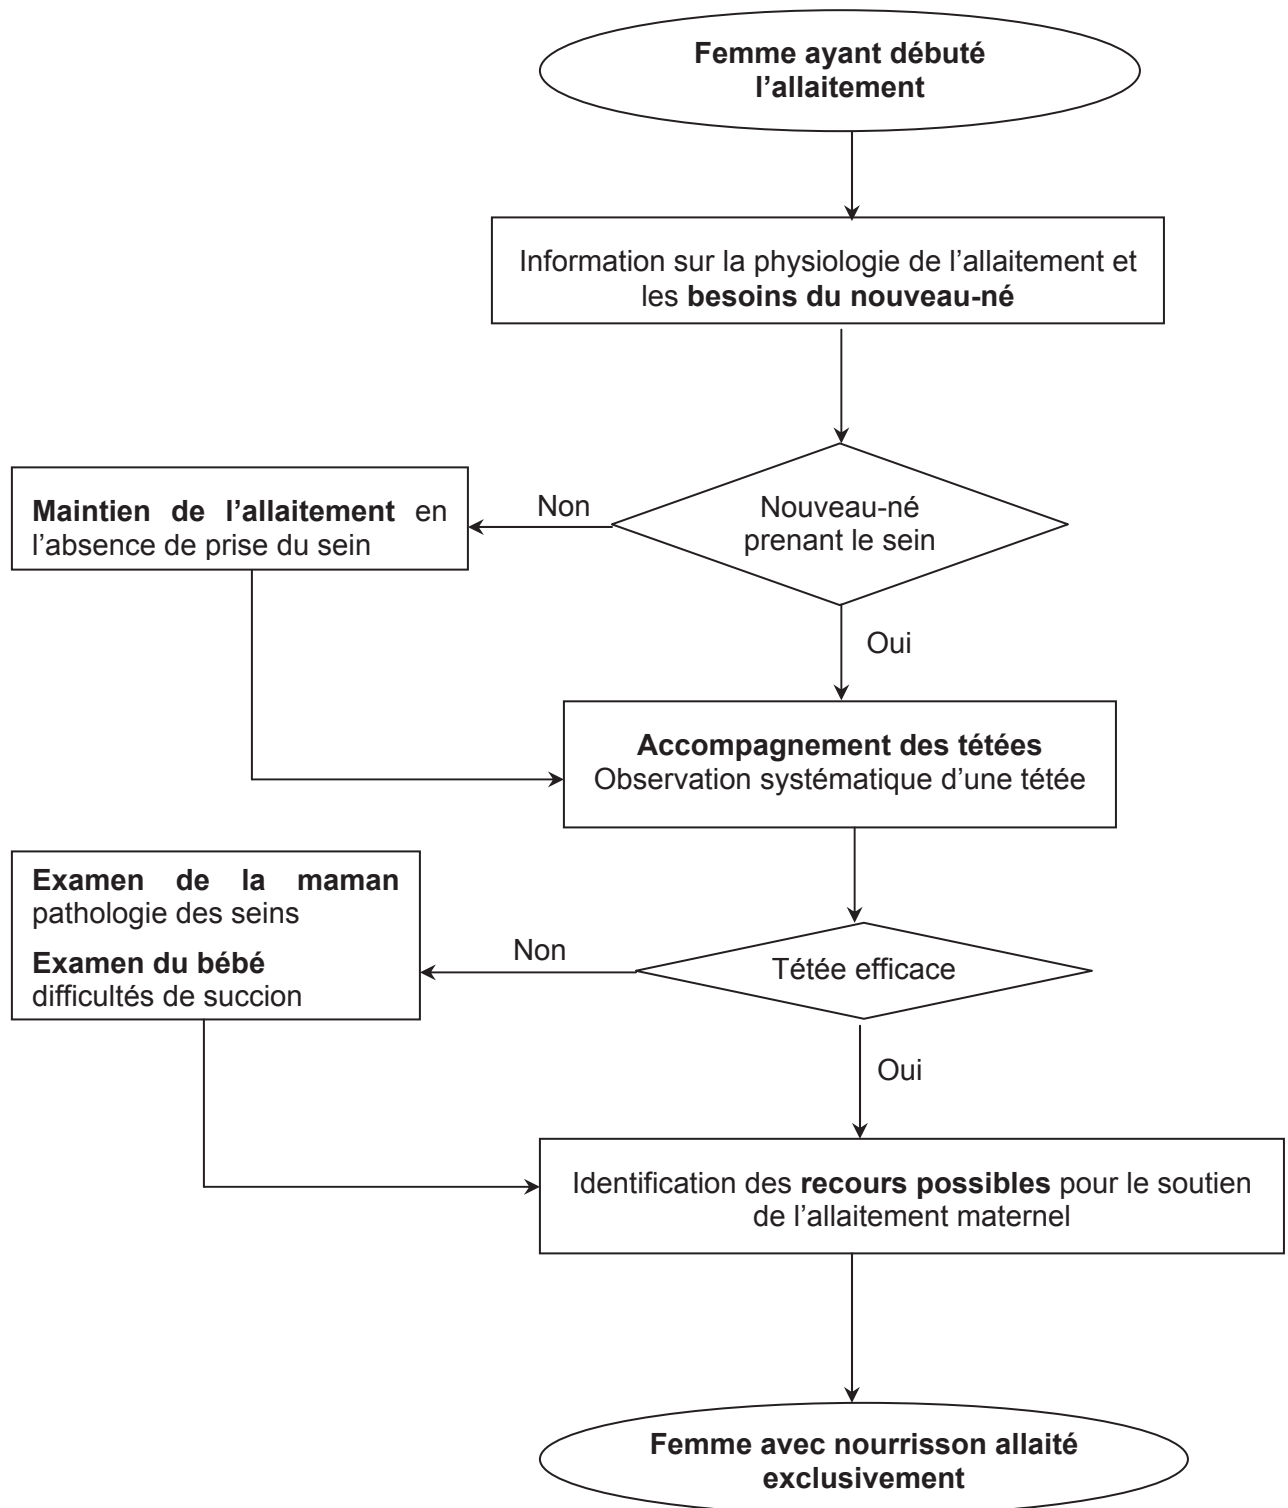 Femme ayant débuté
l’allaitement
Information sur la physiologie de l’allaitement et
les besoins du nouveau-né
Nouveau-né
prenant le sein
Non
Maintien de l’allaitement en
l’absence de prise du sein
Oui
Accompagnement des tétées
Observation systématique d’une tétée
Tétée efficace
Non
Examen de la maman
pathologie des seins
Examen du bébé
difficultés de succion
Oui
Identification des recours possibles pour le soutien
de l’allaitement maternel
Femme avec nourrisson allaité
exclusivement